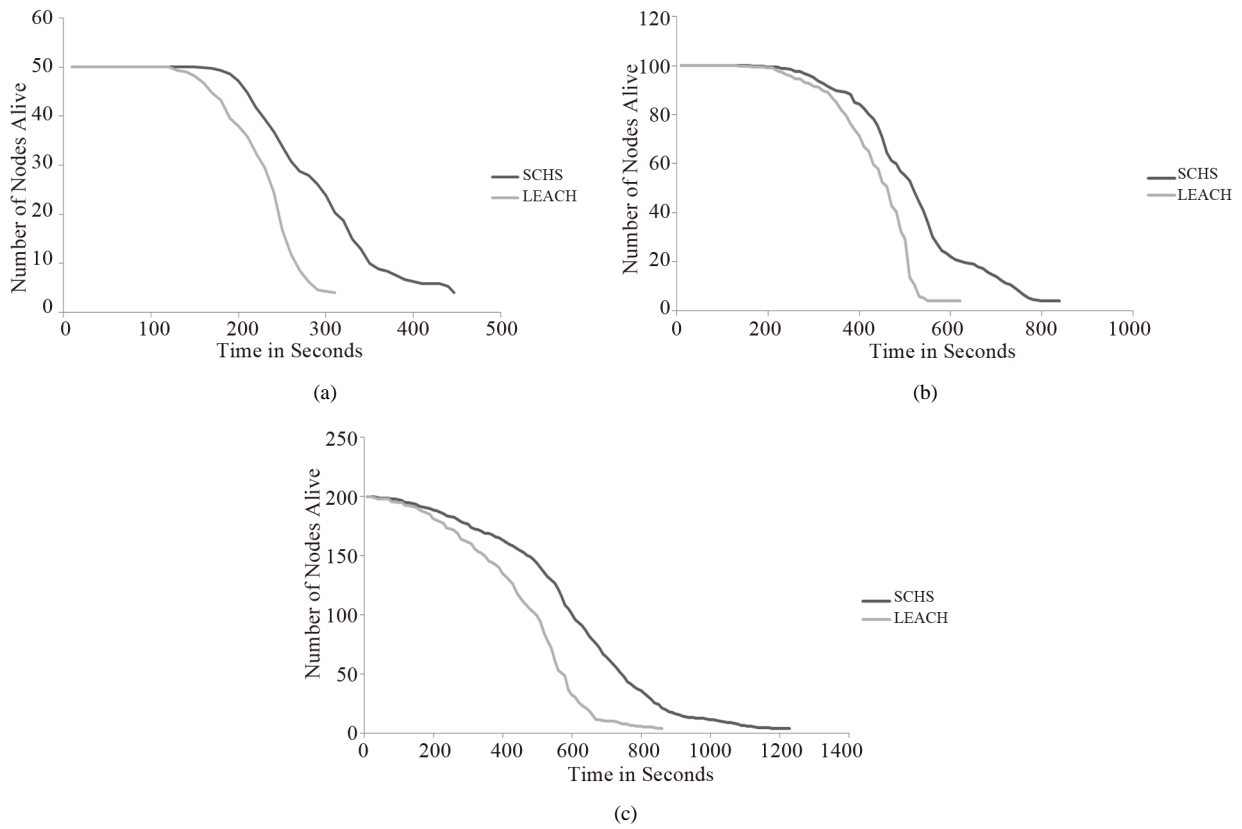 60
50
40
30
20
10
0
Number of Nodes Alive
0 100 200 300 400 500
Time in Seconds
SCHS
LEACH
(a)
120
100
80
60
40
20
0
Number of Nodes Alive
0 200 400 600 800 1000
Time in Seconds
SCHS
LEACH
(b)
250
200
150
100
50
0
Number of Nodes Alive
0 200 400 600 800 1000 1200 1400
Time in Seconds
SCHS
LEACH
(c)